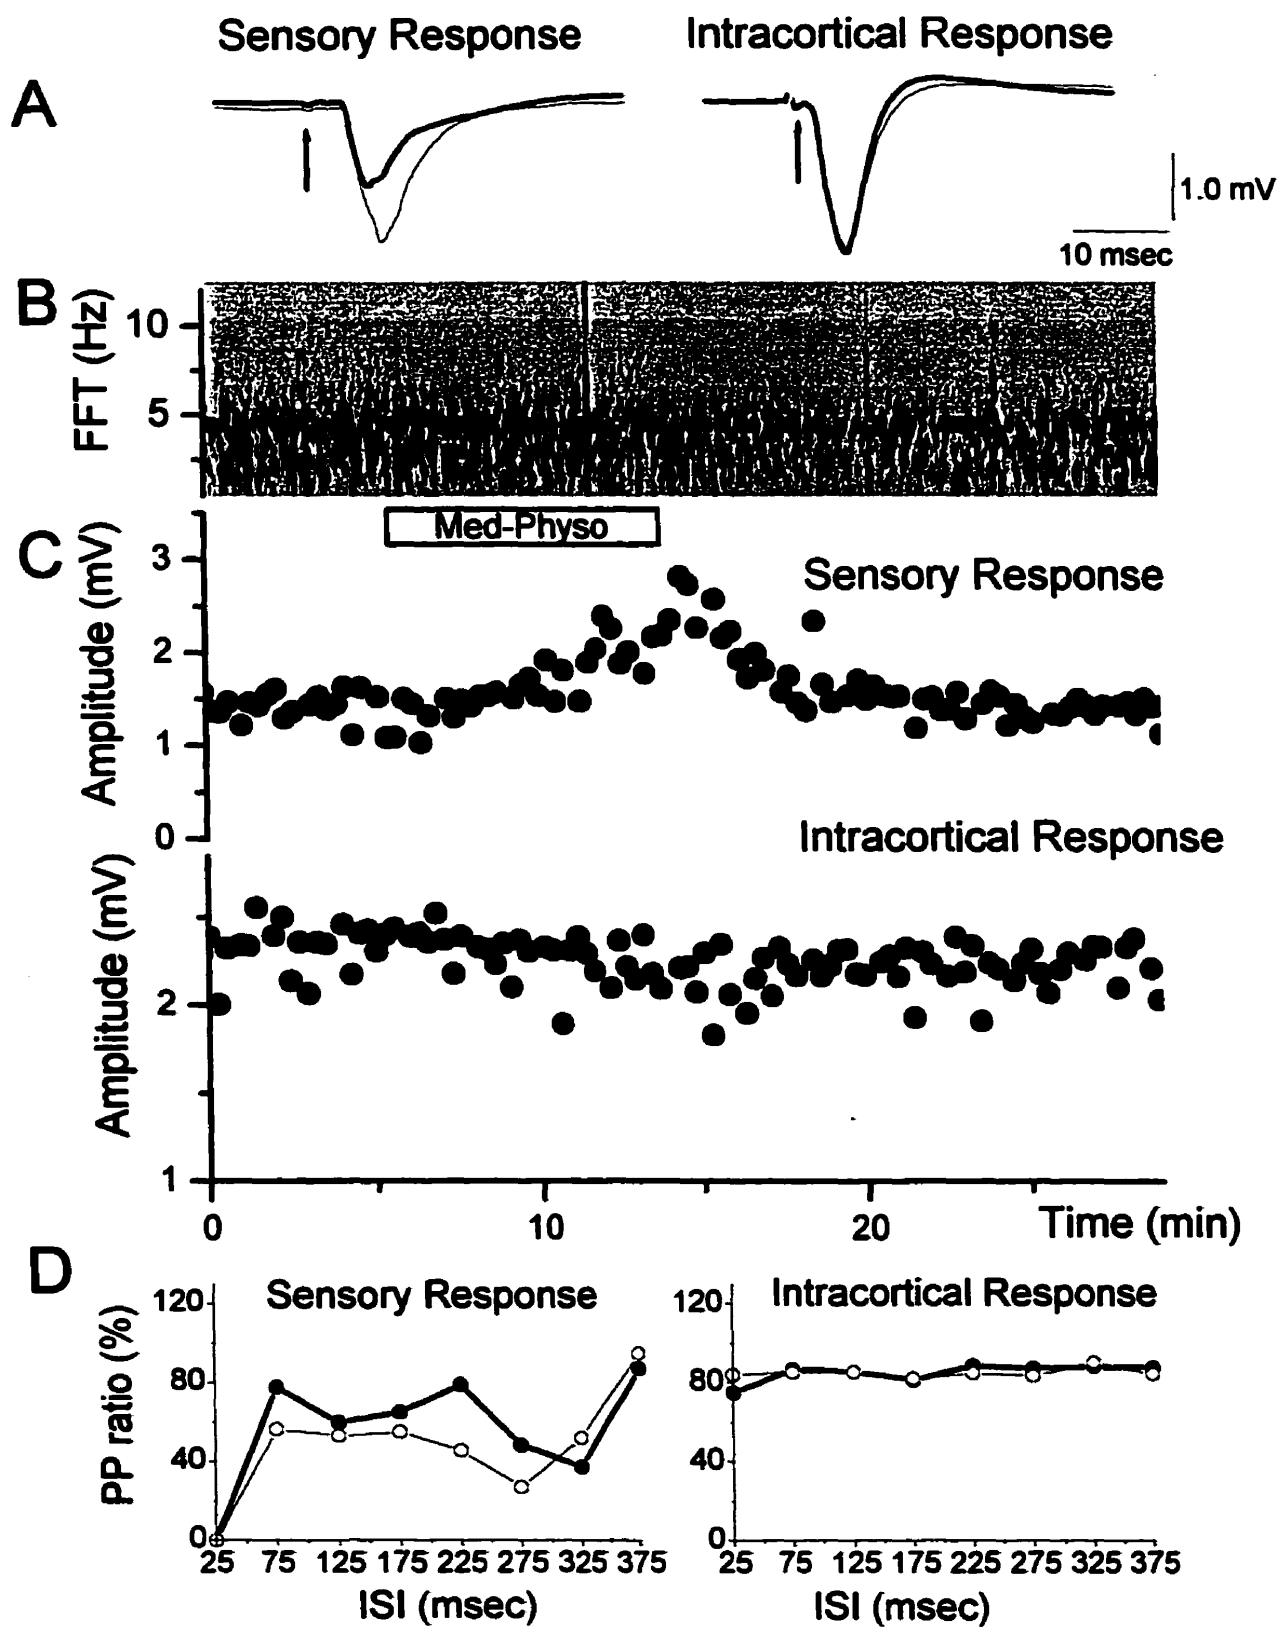 Sensory Response
Intracortical Response
A
1.0 mV
10 msec
B
FFT (Hz)
10
5
Med-Physo
C
Amplitude (mV)
3
2
1
0
Sensory Response
Intracortical Response
Amplitude (mV)
2
1
0 10 20 Time (min)
D
Sensory Response
PP ratio (%)
120
80
40
0
25 75 125 175 225 275 325 375
ISI (msec)
Intracortical Response
120
80
40
0
25 75 125 175 225 275 325 375
ISI (msec)